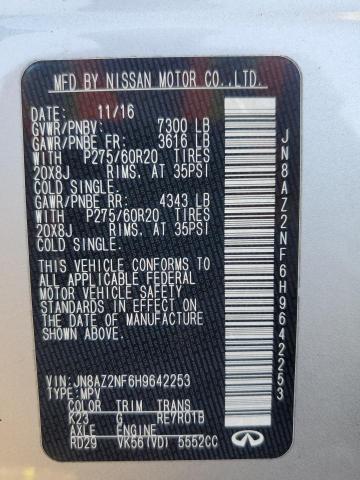 MFD BY NISSAN MOTOR CO.,LTD.
DATE: 11/16
GVWR/PNBV: 7300 LB
GAWR/PNBE FR: 3616 LB
WITH P275/60R20 TIRES
20X8J RIMS. AT 35PSI
COLD SINGLE.
GAWR/PNBE RR: 4343 LB
WITH P275/60R20 TIRES
20X8J RIMS. AT 35PSI
COLD SINGLE.
THIS VEHICLE CONFORMS TO
ALL APPLICABLE FEDERAL
MOTOR VEHICLE SAFETY
STANDARDS IN EFFECT ON
THE DATE OF MANUFACTURE
SHOWN ABOVE.
VIN: JN8AZ2NF6H9642253
TYPE: MPV
COLOR TRIM TRANS
K23 G RE7R01B
AXLE ENGINE
RD29 VK56(VD) 5552CC
JN8AZ2NF6H9642253
INFINITI